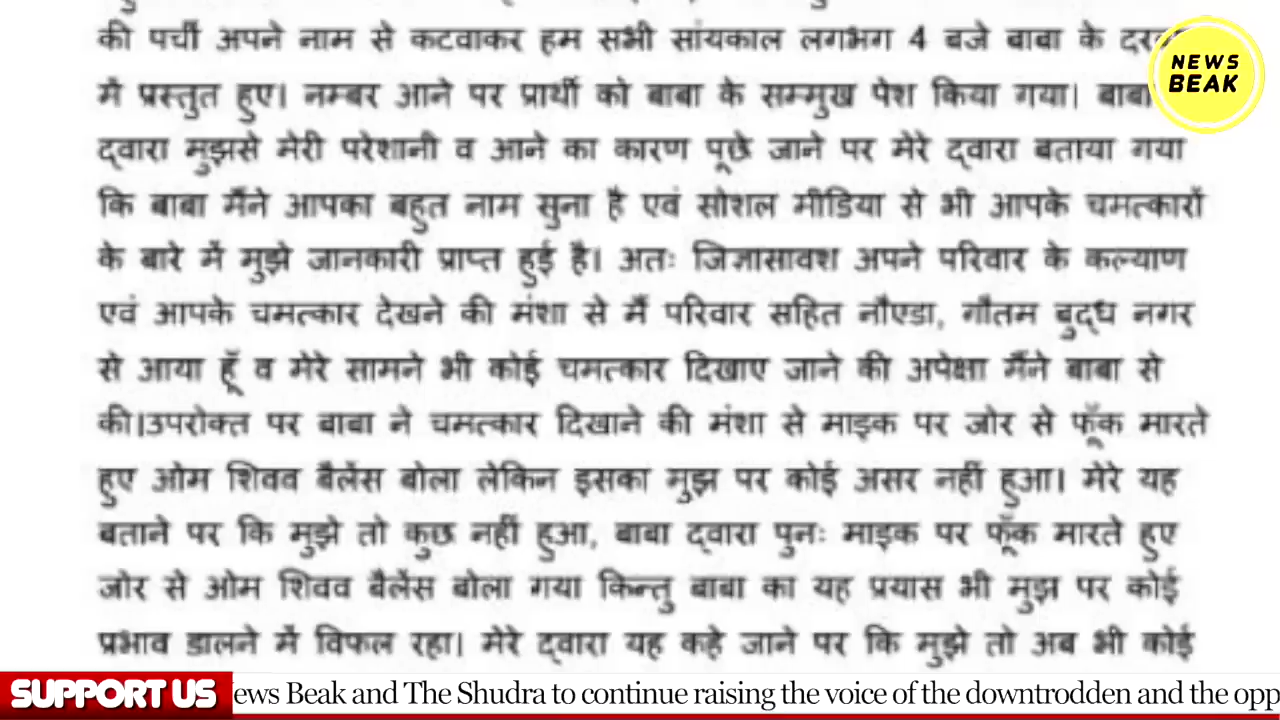 की पर्ची अपने नाम से कटवाकर हम सभी सांयकाल लगभग 4 बजे बाबा के
में प्रस्तुत हुए। नम्बर आने पर प्रार्थी को बाबा के सम्मुख पेश किया गया। बाबा
द्वारा मुझसे मेरी परेशानी व आने का कारण पूछे जाने पर मेरे द्वारा बताया गया
कि बाबा मैंने आपका बहुत नाम सुना है एवं सोशल मीडिया से भी आपके चमत्कारों
के बारे में मुझे जानकारी प्राप्त हुई है। अतः जिज्ञासावश अपने परिवार के कल्याण
एवं आपके चमत्कार देखने की मंशा से मैं परिवार सहित नौएडा, गौतम बुद्ध नगर
से आया हूँ व मेरे सामने भी कोई चमत्कार दिखाए जाने की अपेक्षा मैंने बाबा से
की।उपरोक्त पर बाबा ने चमत्कार दिखाने की मंशा से माइक पर जोर से फूँक मारते
हुए ओम शिवव बैलेंस बोला लेकिन इसका मुझ पर कोई असर नहीं हुआ। मेरे यह
बताने पर कि मुझे तो कुछ नहीं हुआ, बाबा द्वारा पुनः माइक पर फूँक मारते हुए
जोर से ओम शिवव बैलेंस बोला गया किन्तु बाबा का यह प्रयास भी मुझ पर कोई
प्रभाव डालने में विफल रहा। मेरे द्वारा यह कहे जाने पर कि मुझे तो अब भी कोई
NEWS
BEAK
SUPPORT US
ews Beak and The Shudra to continue raising the voice of the downtrodden and the opp